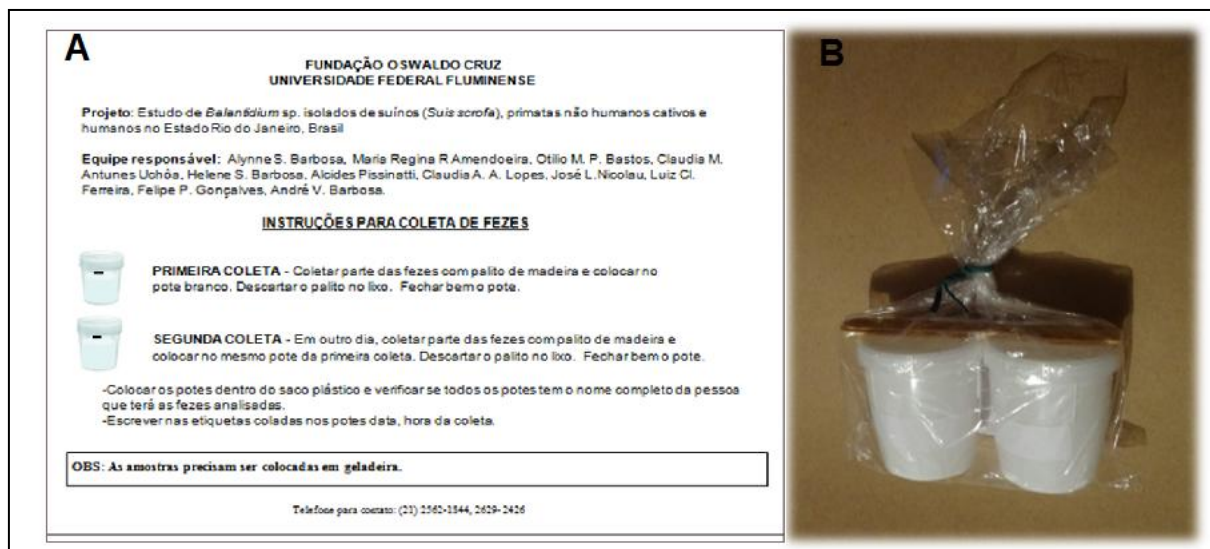 A
FUNDAÇÃO OSWALDO CRUZ
UNIVERSIDADE FEDERAL FLUMINENSE
Projeto: Estudo de Balantidium sp. isolados de suínos (Suis scrofa), primatas não humanos cativos e
humanos no Estado Rio do Janeiro, Brasil
Equipe responsável: Alynne S. Barbosa, Maria Regina R.Amendoeira, Otilio M. P. Bastos, Claudia M.
Antunes Uchôa, Helene S. Barbosa, Alcides Pissinatti, Claudia A. A. Lopes, José L.Nicolau, Luiz Cl.
Ferreira, Felipe P. Gonçalves, André V. Barbosa.
INSTRUÇÕES PARA COLETA DE FEZES
PRIMEIRA COLETA - Coletar parte das fezes com palito de madeira e colocar no
pote branco. Descartar o palito no lixo. Fechar bem o pote.
SEGUNDA COLETA - Em outro dia, coletar parte das fezes com palito de madeira e
colocar no mesmo pote da primeira coleta. Descartar o palito no lixo. Fechar bem o pote.
-Colocar os potes dentro do saco plástico e verificar se todos os potes tem o nome completo da pessoa
que terá as fezes analisadas.
-Escrever nas etiquetas coladas nos potes data, hora da coleta.
OBS: As amostras precisam ser colocadas em geladeira.
Telefone para contato: (21) 2562-1844, 2629-2426
B